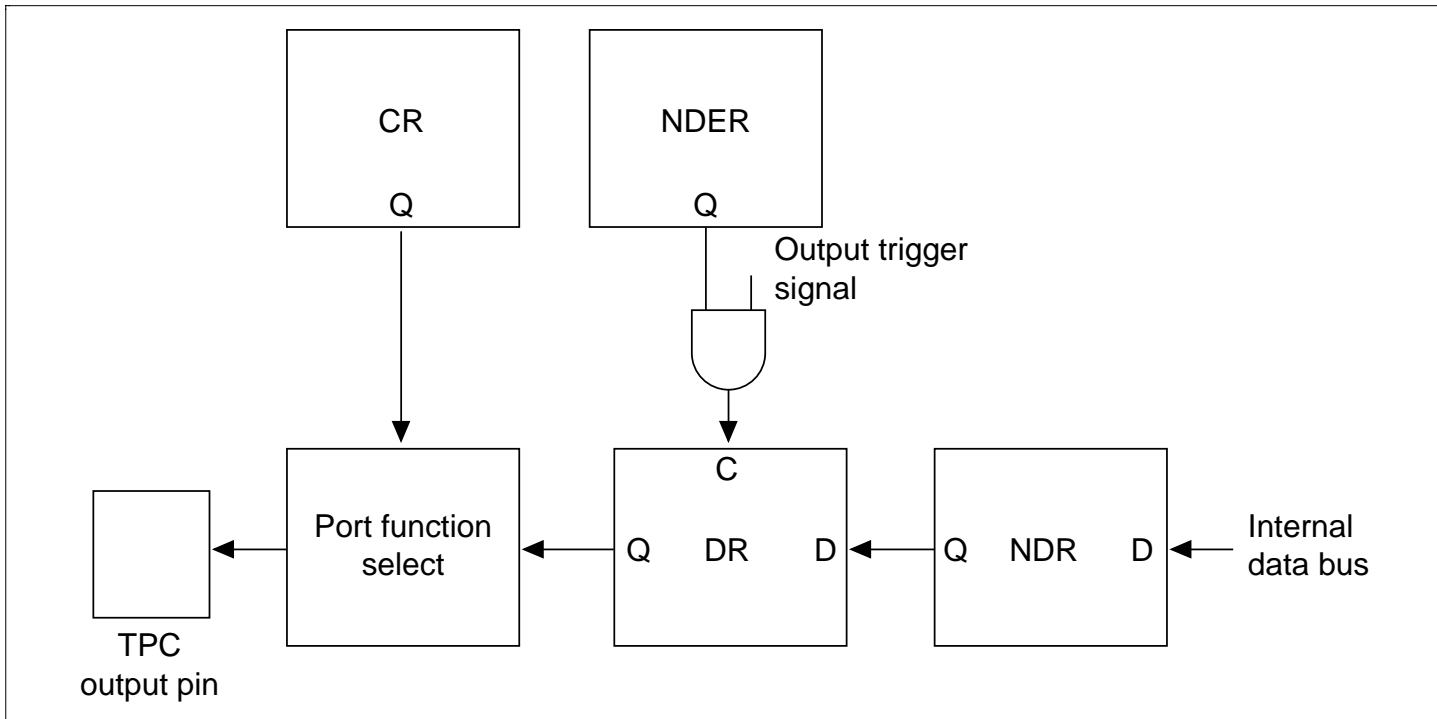 CR
Q
NDER
Q
Output trigger
signal
C
Port function
select
Q
DR
D
Q
NDR
D
Internal
data bus
TPC
output pin